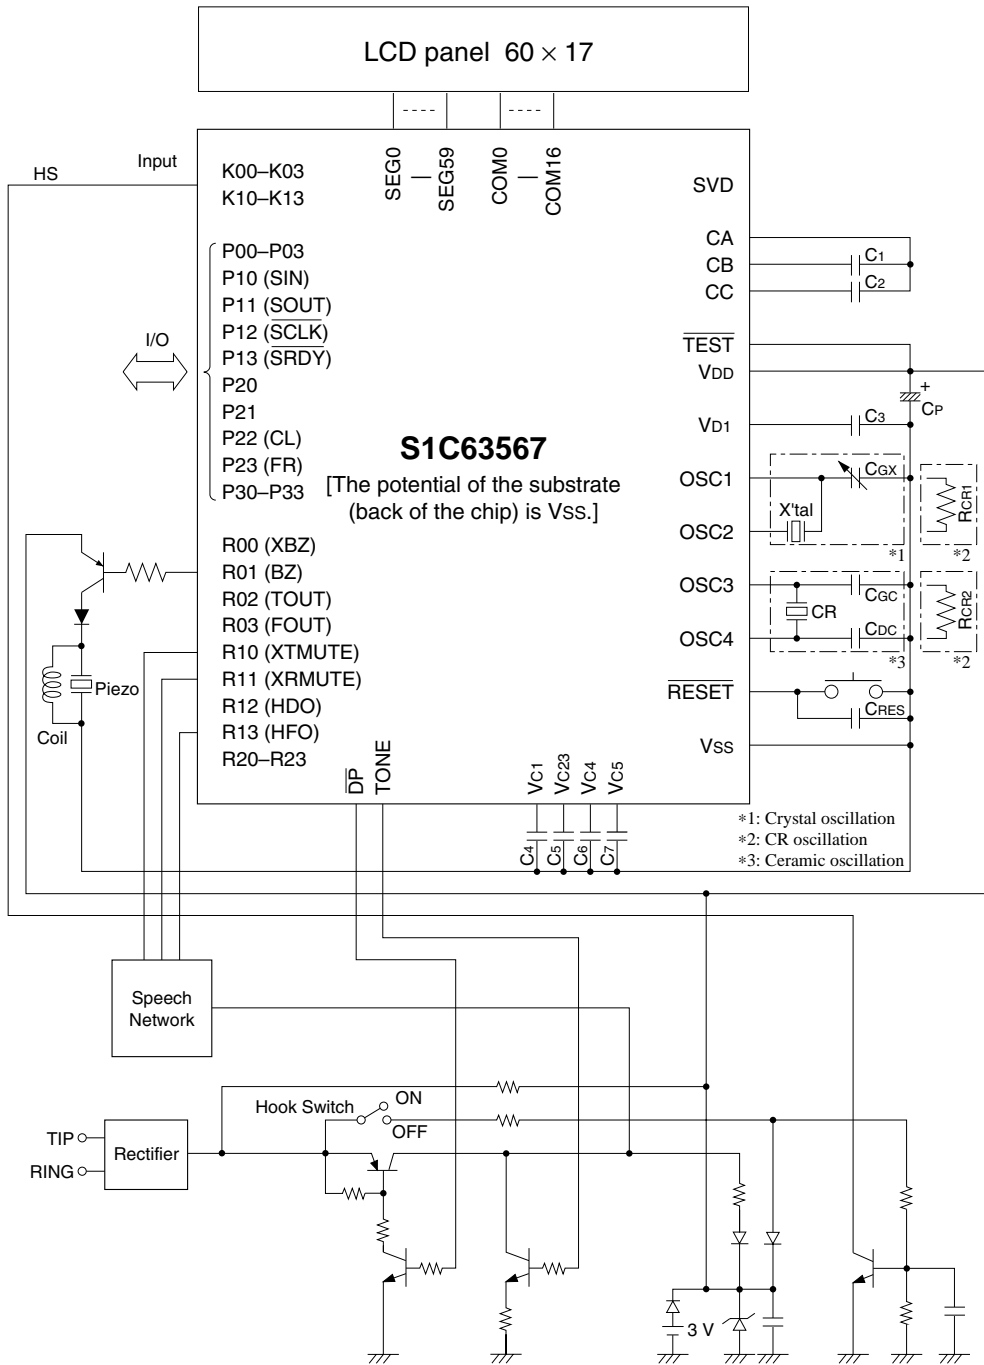 LCD panel 60 × 17
HS
Input
K00–K03
K10–K13
SEG0
SEG59
COM0
COM16
SVD
CA
CB
CC
C1
C2
P00–P03
P10 (SIN)
P11 (SOUT)
P12 (SCLK)
P13 (SRDY)
P20
P21
P22 (CL)
P23 (FR)
P30–P33
I/O
TEST
VDD
VD1
+
CP
C3
S1C63567
[The potential of the substrate
(back of the chip) is VSS.]
OSC1
OSC2
CGX
X'tal
*1
RCR1
*2
OSC3
OSC4
CGC
CR
CDC
*3
RCR2
*2
RESET
CRES
VSS
R00 (XBZ)
R01 (BZ)
R02 (TOUT)
R03 (FOUT)
R10 (XTMUTE)
R11 (XRMUTE)
R12 (HDO)
R13 (HFO)
R20–R23
Piezo
Coil
DP
TONE
VC1
VC23
VC4
VC5
C4
C5
C6
C7
*1: Crystal oscillation
*2: CR oscillation
*3: Ceramic oscillation
Speech
Network
Hook Switch
ON
OFF
TIP
RING
Rectifier
3 V